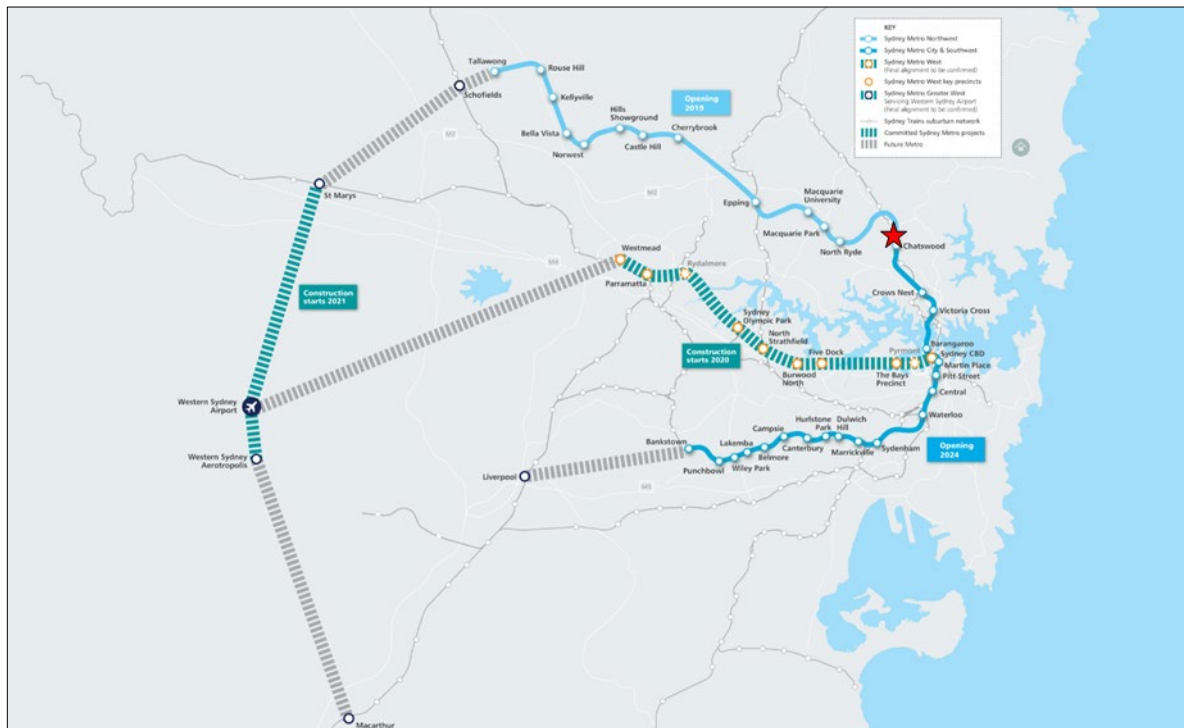 KEY
Sydney Metro Northwest
Sydney Metro City & Southwest
Sydney Metro West
(final alignment to be confirmed)
Sydney Metro West key precincts
Sydney Metro Greater West
Servicing Western Sydney Airport
(final alignment to be confirmed)
Sydney Trains suburban network
Committed Sydney Metro projects
Future Metro
Tallawong
Rouse Hill
Schofields
Kellyville
Opening
2019
Hills
Showground
Bella Vista
Cherrybrook
Castle Hill
Norwest
M7
M2
St Marys
Macquarie
University
Epping
Macquarie Park
North Ryde
Chatswood
Westmead
M4
Rydalmere
Parramatta
Construction
starts 2021
Crows Nest
Victoria Cross
Sydney
Olympic Park
North
Strathfield
Construction
starts 2020
Five Dock
Pyrmont
Barangaroo
Sydney CBD
Martin Place
Burwood
North
The Bays
Precinct
Pitt Street
Central
Western Sydney
Airport
Waterloo
Hurlstone
Park
Dulwich
Hill
Campsie
Lakemba
Bankstown
Canterbury
Sydenham
Opening
2024
Belmore
Marrickville
Wiley Park
Punchbowl
Western Sydney
Aerotropolis
Liverpool
M5
Macarthur